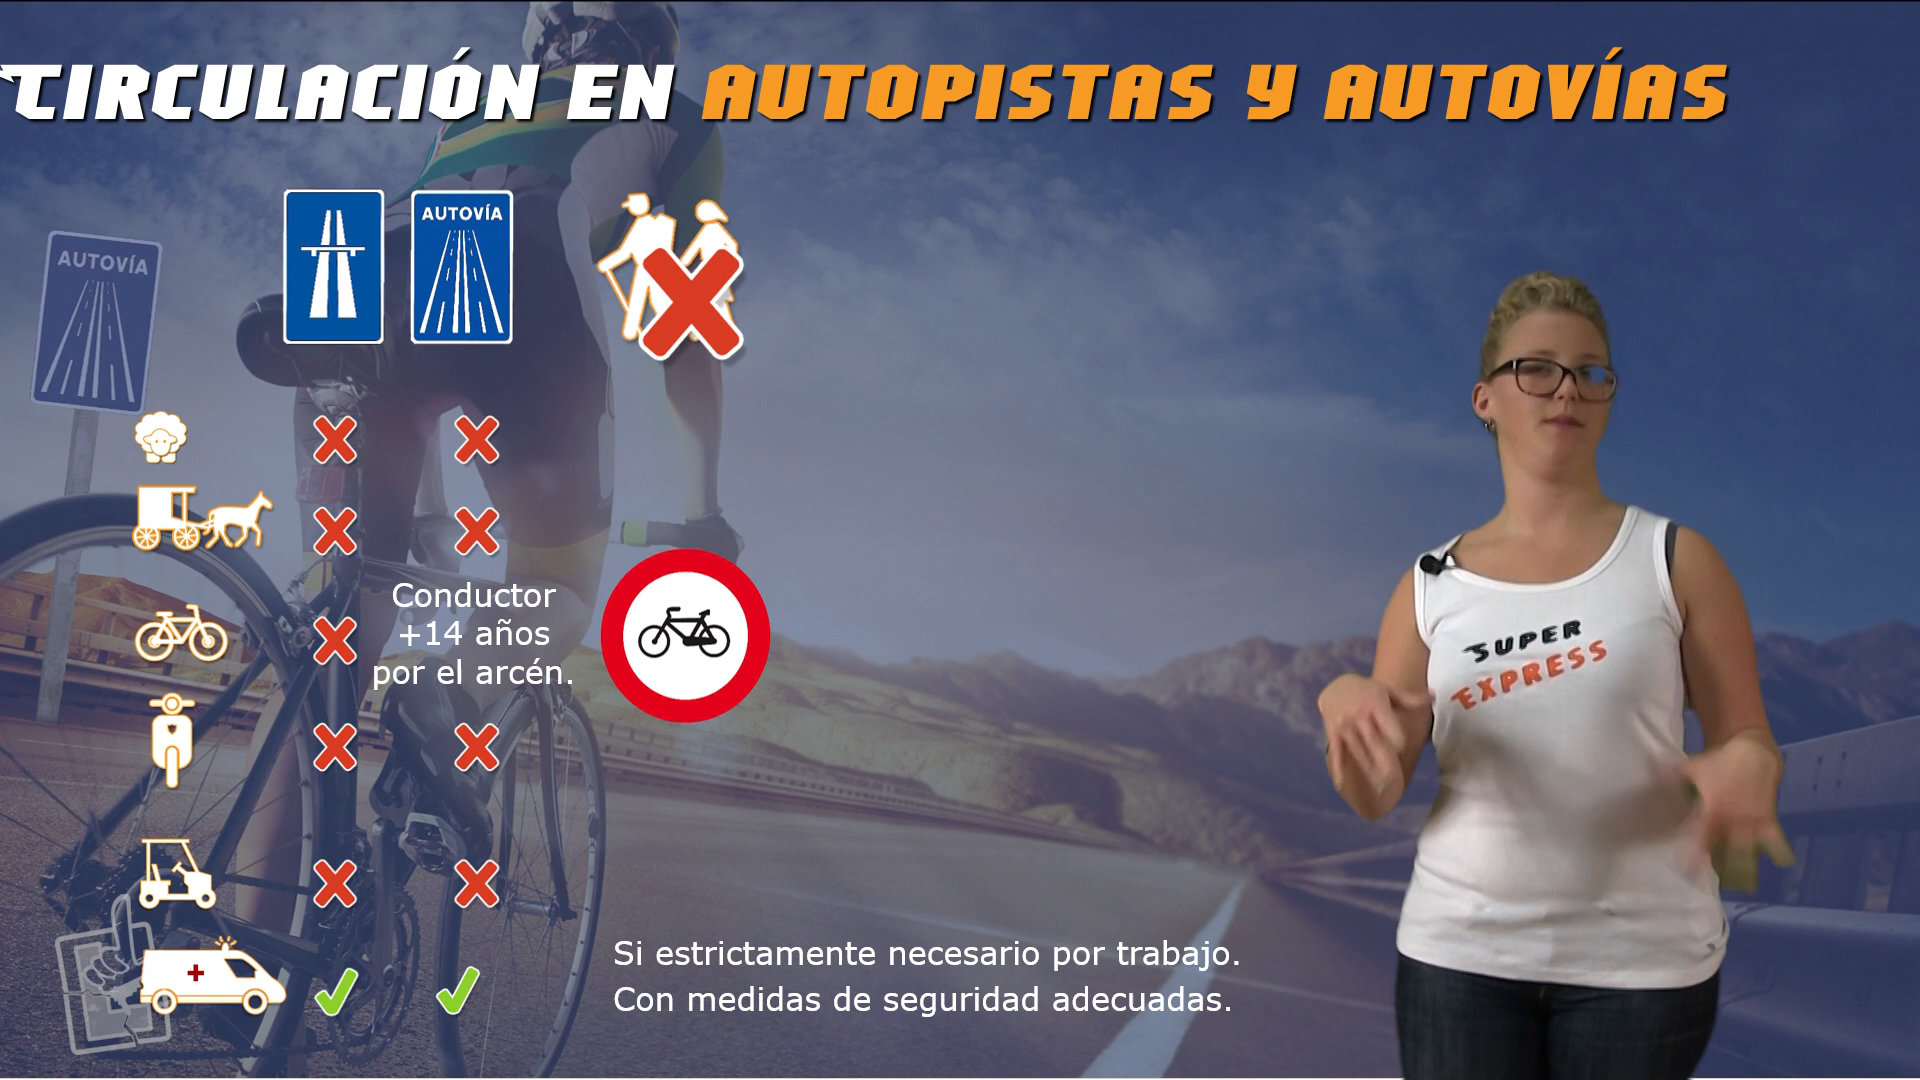 CIRCULACIÓN EN AUTOPISTAS Y AUTOVÍAS
AUTOVÍA
AUTOVÍA
Conductor
+14 años
por el arcén.
SUPER
EXPRESS
Si estrictamente necesario por trabajo.
Con medidas de seguridad adecuadas.